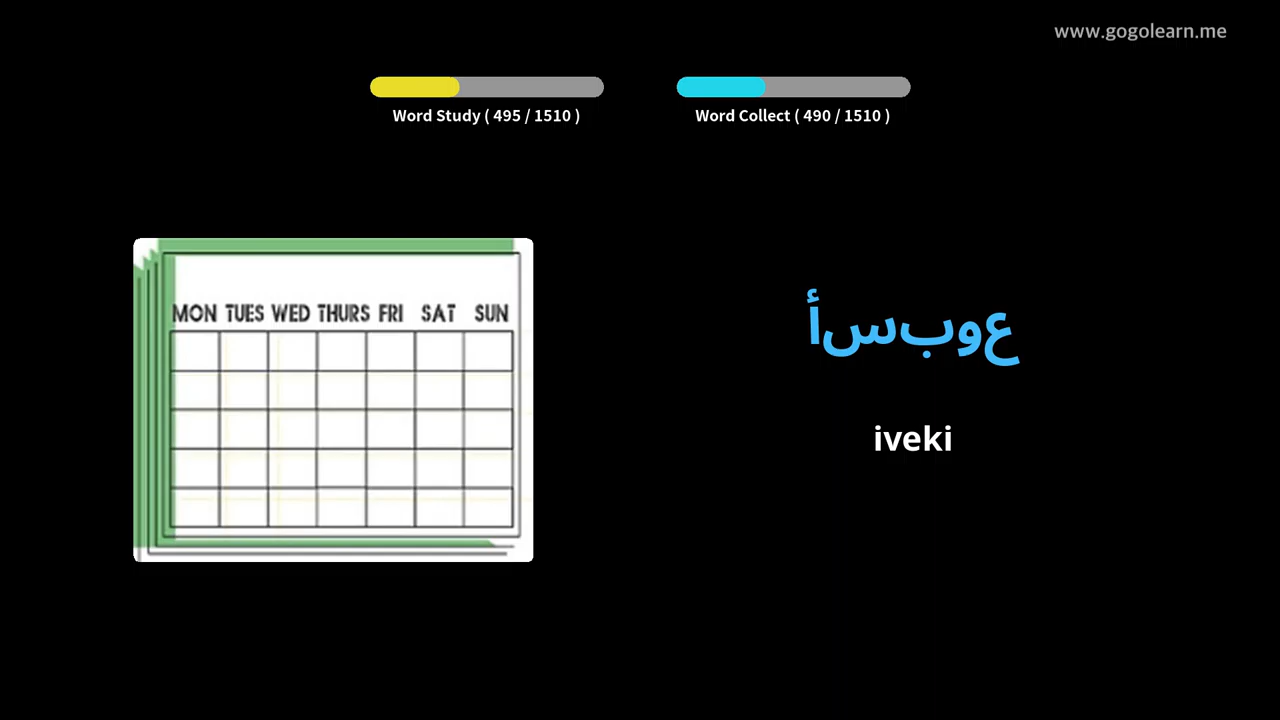 www.gogolearn.me
Word Study ( 495 / 1510 )
Word Collect ( 490 / 1510 )
MON TUES WED THURS FRI SAT SUN
عوبسأ
iveki